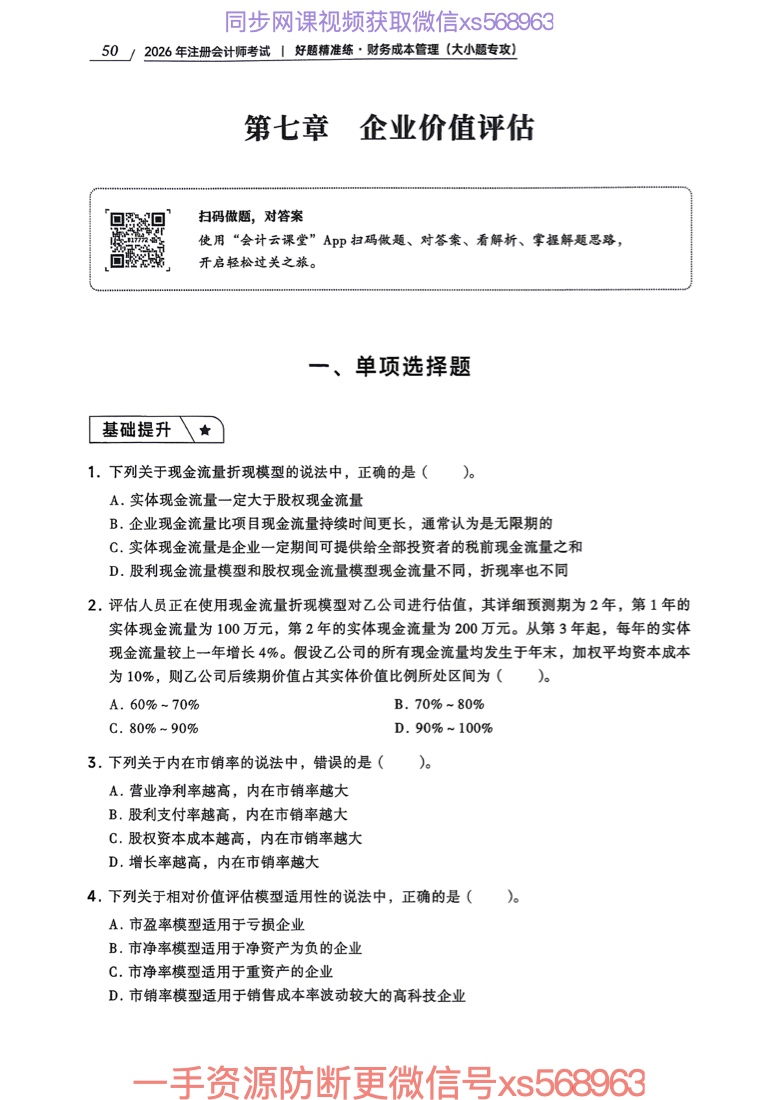 同步网课视频获取微信xs568963
50 / 2026年注册会计师考试 | 好题精准练·财务成本管理（大小题专攻）
第七章 企业价值评估
扫码做题，对答案
使用“会计云课堂”App扫码做题、对答案、看解析、掌握解题思路，
开启轻松过关之旅。
一、单项选择题
基础提升 ★
1. 下列关于现金流量折现模型的说法中，正确的是（ ）。
A. 实体现金流量一定大于股权现金流量
B. 企业现金流量比项目现金流量持续时间更长，通常认为是无限期的
C. 实体现金流量是企业一定期间可提供给全部投资者的税前现金流量之和
D. 股利现金流量模型和股权现金流量模型现金流量不同，折现率也不同
2. 评估人员正在使用现金流量折现模型对乙公司进行估值，其详细预测期为2年，第1年的
实体现金流量为100万元，第2年的实体现金流量为200万元。从第3年起，每年的实体
现金流量较上一年增长4%。假设乙公司的所有现金流量均发生于年末，加权平均资本成本
为10%，则乙公司后续期价值占其实体价值比例所处区间为（ ）。
A. 60%~70% B. 70%~80%
C. 80%~90% D. 90%~100%
3. 下列关于内在市销率的说法中，错误的是（ ）。
A. 营业净利率越高，内在市销率越大
B. 股利支付率越高，内在市销率越大
C. 股权资本成本越高，内在市销率越大
D. 增长率越高，内在市销率越大
4. 下列关于相对价值评估模型适用性的说法中，正确的是（ ）。
A. 市盈率模型适用于亏损企业
B. 市净率模型适用于净资产为负的企业
C. 市净率模型适用于重资产的企业
D. 市销率模型适用于销售成本率波动较大的高科技企业
一手资源防断更微信号xs568963